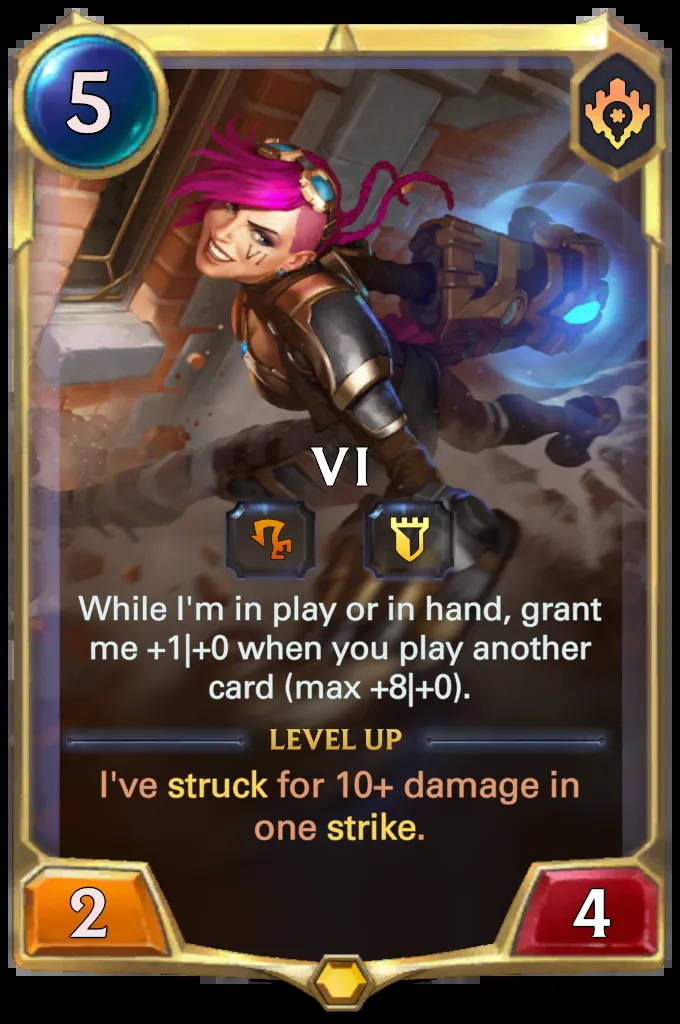 5
VI
VI
While I'm in play or in hand, grant
me +1|+0 when you play another
card (max +8|+0).
LEVEL UP
I've struck for 10+ damage in
one strike.
2
4